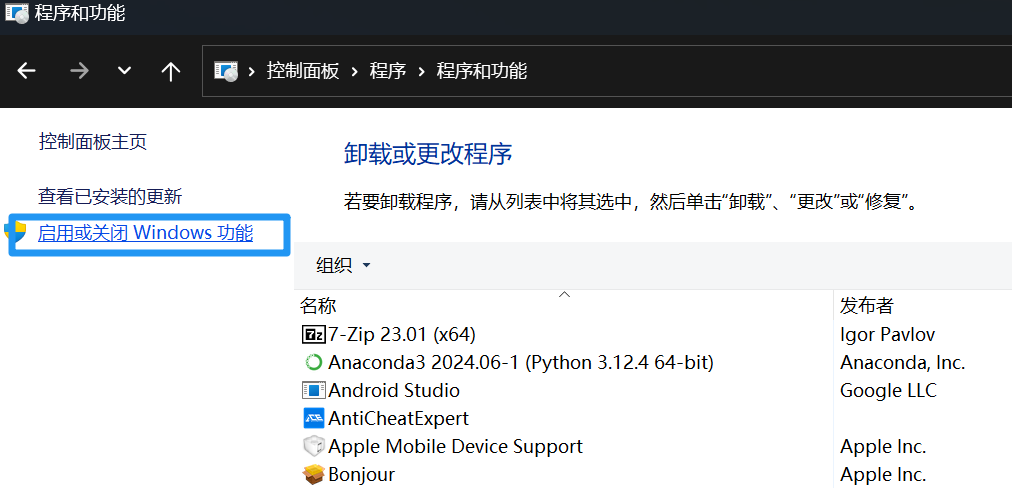 程序和功能
控制面板 › 程序 › 程序和功能
控制面板主页
查看已安装的更新
启用或关闭 Windows 功能
卸载或更改程序
若要卸载程序，请从列表中将其选中，然后单击“卸载”、“更改”或“修复”。
组织
名称 发布者
7-Zip 23.01 (x64) Igor Pavlov
Anaconda3 2024.06-1 (Python 3.12.4 64-bit) Anaconda, Inc.
Android Studio Google LLC
AntiCheatExpert
Apple Mobile Device Support Apple Inc.
Bonjour Apple Inc.